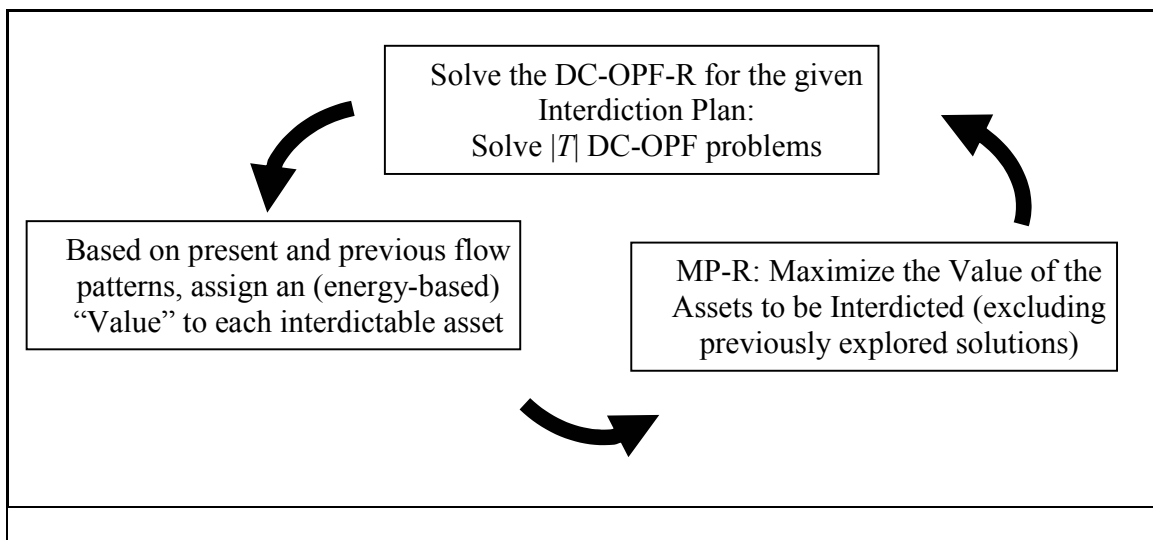 Solve the DC-OPF-R for the given
Interdiction Plan:
Solve |T| DC-OPF problems
Based on present and previous flow
patterns, assign an (energy-based)
“Value” to each interdictable asset
MP-R: Maximize the Value of the
Assets to be Interdicted (excluding
previously explored solutions)